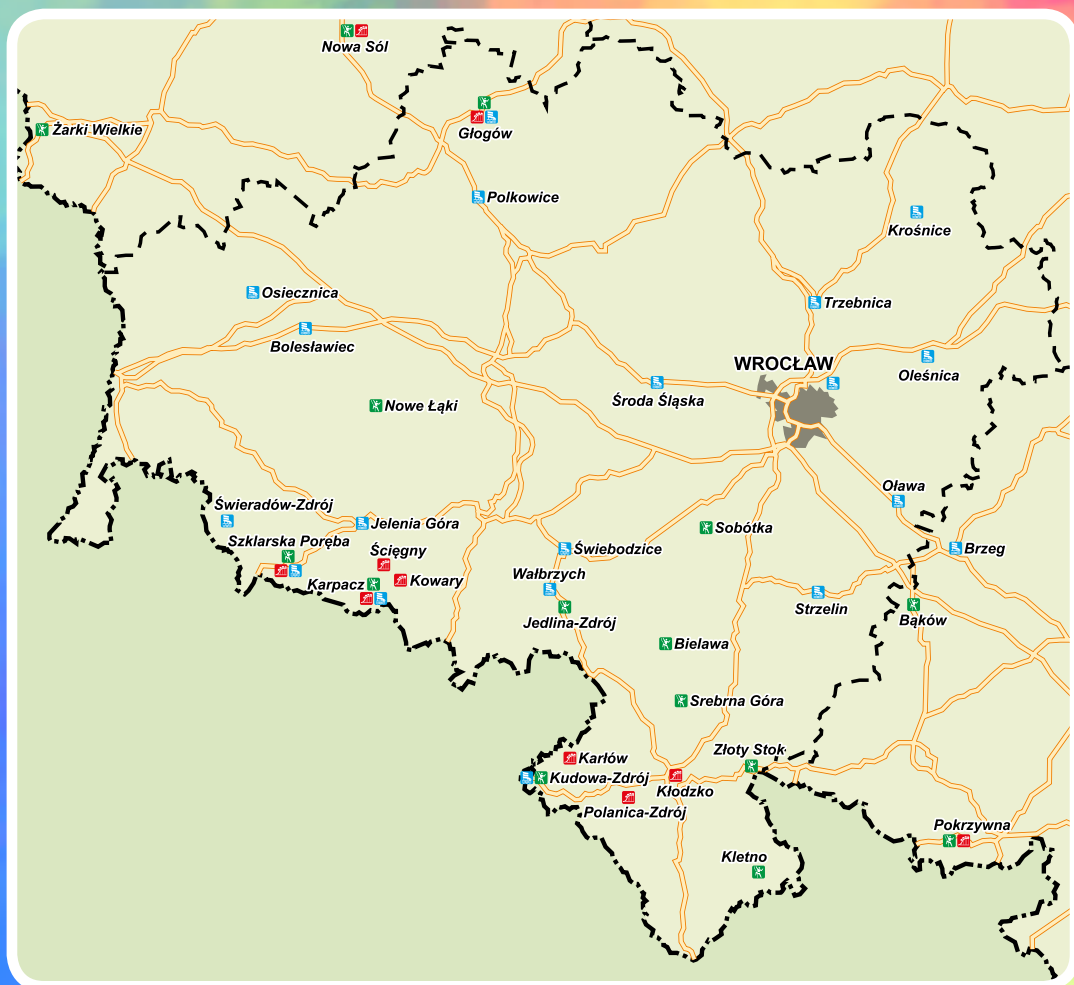 Nowa Sól
Żarki Wielkie
Głogów
Polkowice
Krośnice
Osiecznica
Trzebnica
Bolesławiec
WROCŁAW
Oleśnica
Środa Śląska
Nowe Łąki
Oława
Świeradów-Zdrój
Jelenia Góra
Sobótka
Szklarska Poręba
Ścięgny
Świebodzice
Brzeg
Kowary
Karpacz
Wałbrzych
Strzelin
Jedlina-Zdrój
Bąków
Bielawa
Srebrna Góra
Złoty Stok
Karłów
Kudowa-Zdrój
Kłodzko
Polanica-Zdrój
Pokrzywna
Kletno